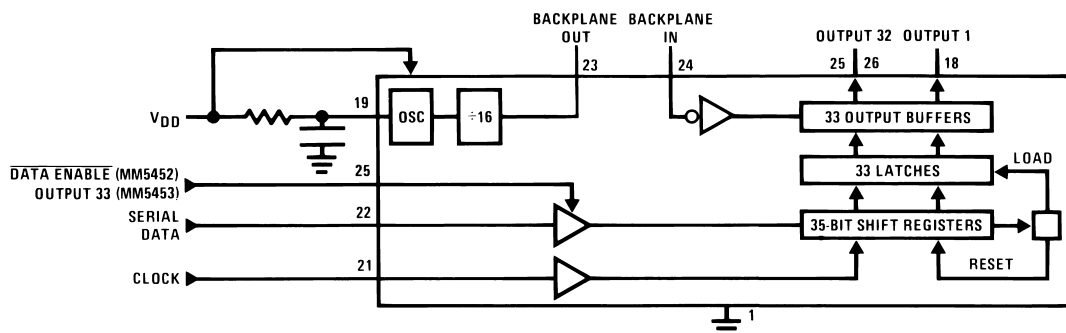 BACKPLANE BACKPLANE
OUT IN
OUTPUT 32 OUTPUT 1
23 24 25 26 18
V_DD
19
OSC
÷16
33 OUTPUT BUFFERS
33 LATCHES
LOAD
DATA ENABLE (MM5452)
OUTPUT 33 (MM5453)
25
SERIAL
DATA
22
35-BIT SHIFT REGISTERS
RESET
CLOCK
21
1